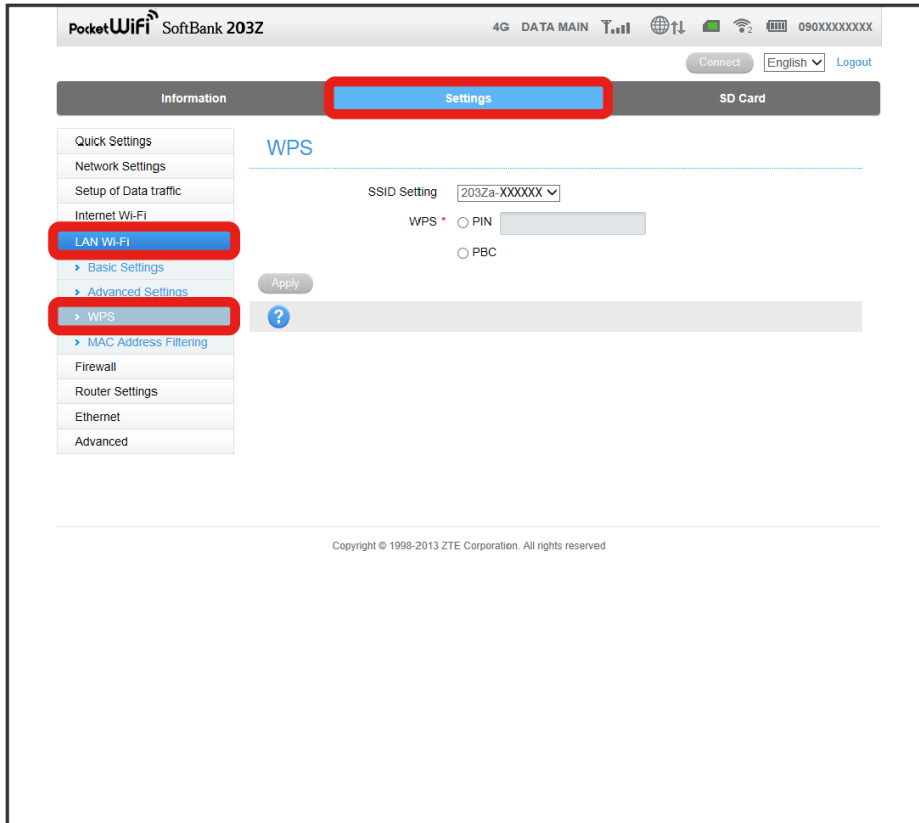 PocketWiFi SoftBank 203Z 4G DATA MAIN 2 090XXXXXXXX
Connect English Logout
Information Settings SD Card
Quick Settings
Network Settings
Setup of Data traffic
Internet Wi-Fi
LAN Wi-Fi
Basic Settings
Advanced Settings
WPS
MAC Address Filtering
Firewall
Router Settings
Ethernet
Advanced
WPS
SSID Setting 203Za-XXXXXX
WPS * PIN
PBC
Apply
?
Copyright © 1998-2013 ZTE Corporation. All rights reserved